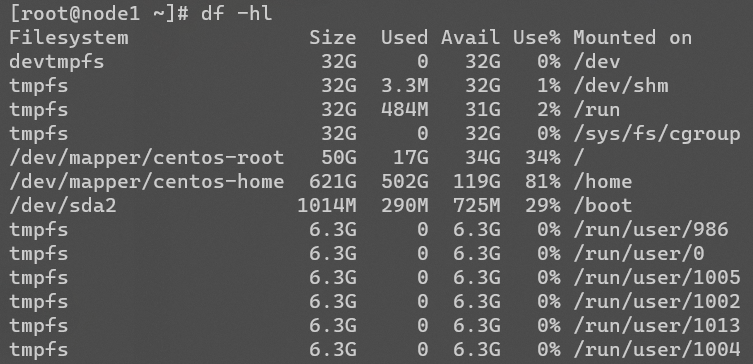 [root@node1 ~]# df -hl
Filesystem               Size  Used Avail Use% Mounted on
devtmpfs                  32G     0   32G   0% /dev
tmpfs                     32G  3.3M   32G   1% /dev/shm
tmpfs                     32G  484M   31G   2% /run
tmpfs                     32G     0   32G   0% /sys/fs/cgroup
/dev/mapper/centos-root   50G   17G   34G  34% /
/dev/mapper/centos-home  621G  502G  119G  81% /home
/dev/sda2               1014M  290M  725M  29% /boot
tmpfs                    6.3G     0  6.3G   0% /run/user/986
tmpfs                    6.3G     0  6.3G   0% /run/user/0
tmpfs                    6.3G     0  6.3G   0% /run/user/1005
tmpfs                    6.3G     0  6.3G   0% /run/user/1002
tmpfs                    6.3G     0  6.3G   0% /run/user/1013
tmpfs                    6.3G     0  6.3G   0% /run/user/1004